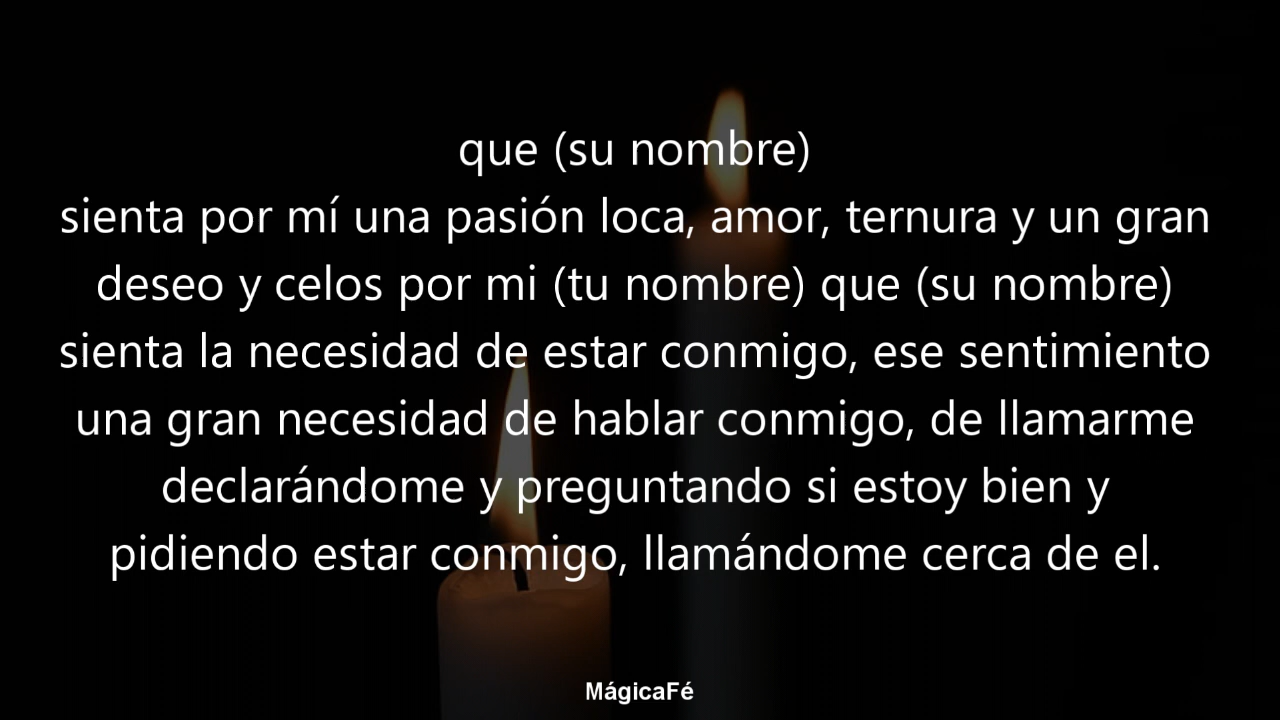 que (su nombre)
sienta por mí una pasión loca, amor, ternura y un gran
deseo y celos por mi (tu nombre) que (su nombre)
sienta la necesidad de estar conmigo, ese sentimiento
una gran necesidad de hablar conmigo, de llamarme
declarándome y preguntando si estoy bien y
pidiendo estar conmigo, llamándome cerca de el.
MágicaFé